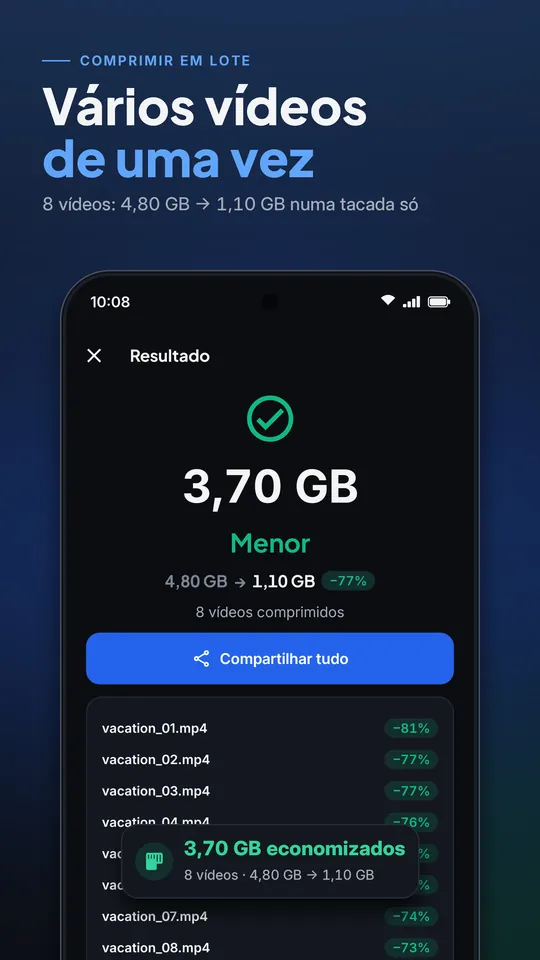 COMPRIMIR EM LOTE
Vários vídeos
de uma vez
8 vídeos: 4,80 GB → 1,10 GB numa tacada só
10:08
Resultado
3,70 GB
Menor
4,80 GB → 1,10 GB −77%
8 vídeos comprimidos
Compartilhar tudo
vacation_01.mp4 −81%
vacation_02.mp4 −77%
vacation_03.mp4 −77%
vacation_04.mp4 −76%
3,70 GB economizados
8 vídeos · 4,80 GB → 1,10 GB
vacation_07.mp4 −74%
vacation_08.mp4 −73%